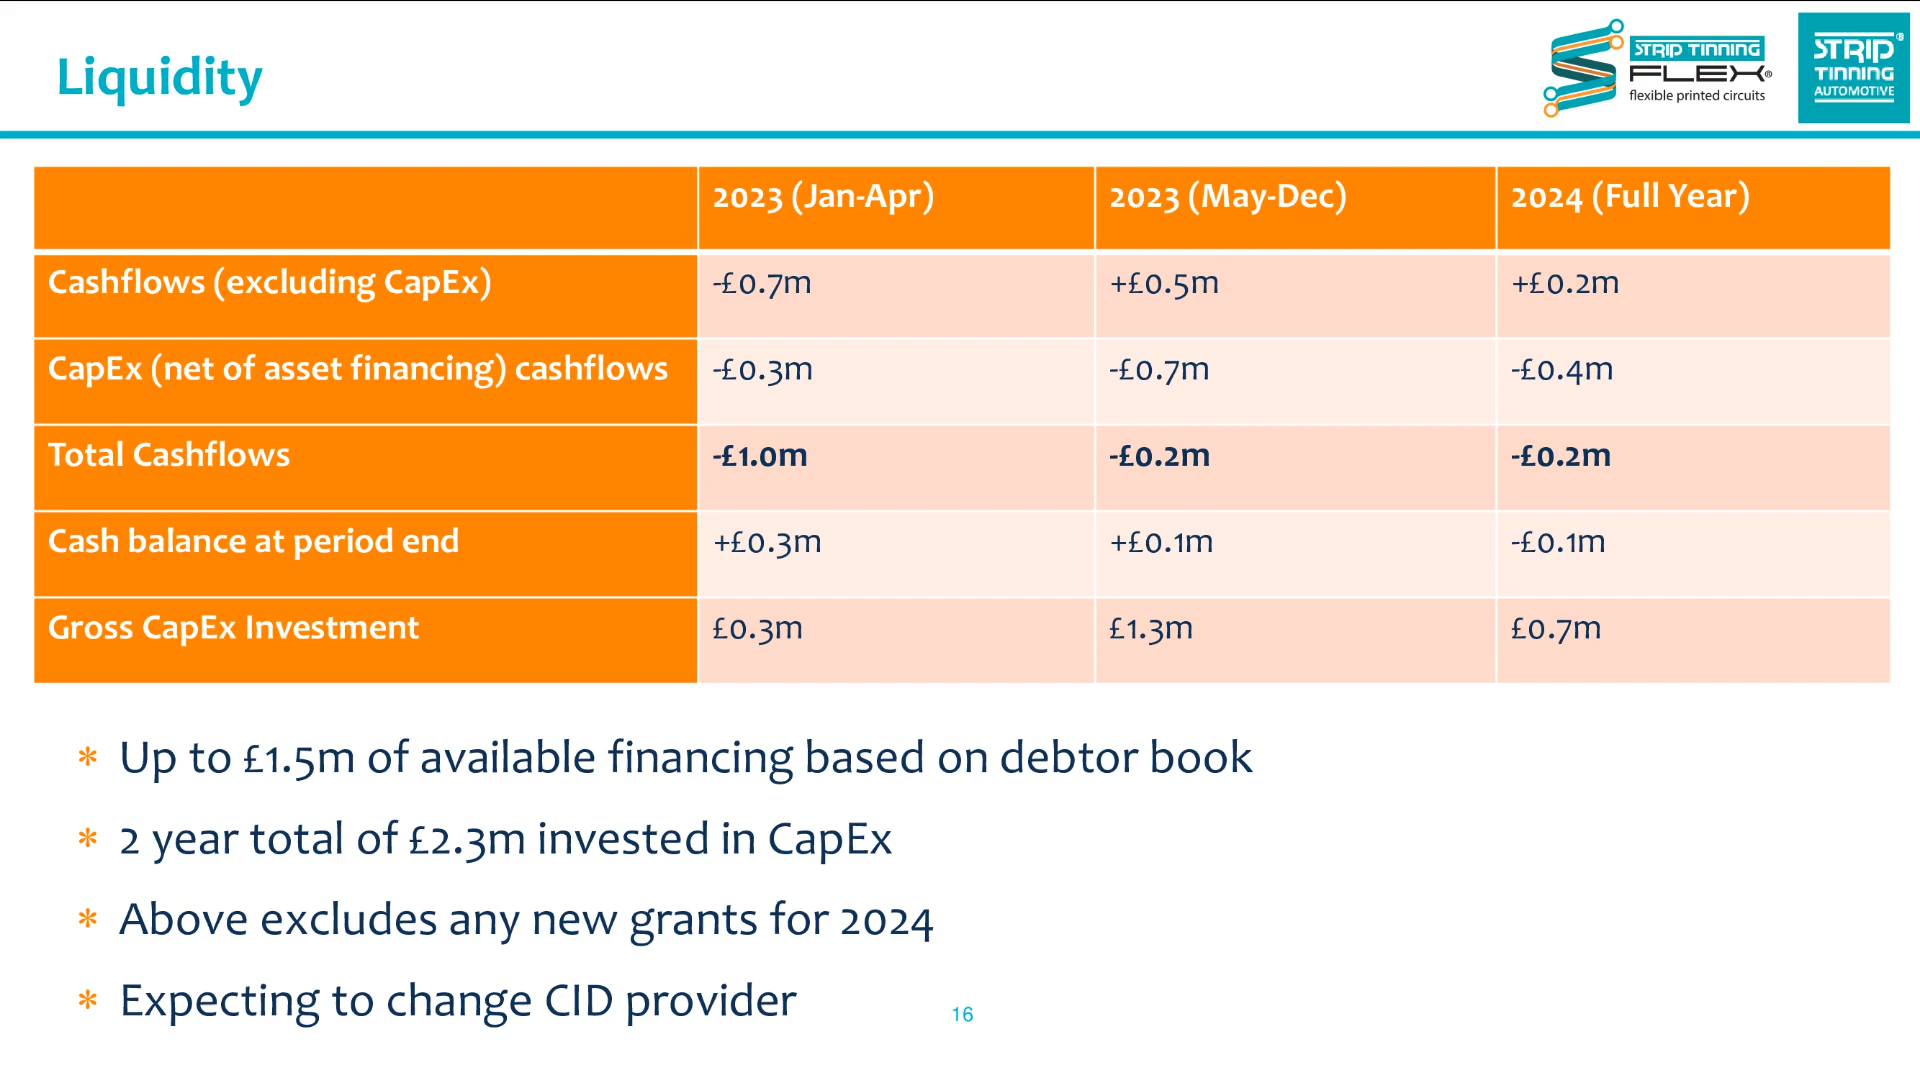 Liquidity
STRIP TINNING
FLEX®
flexible printed circuits
STRIP®
TINNING
AUTOMOTIVE
2023 (Jan-Apr) 2023 (May-Dec) 2024 (Full Year)
Cashflows (excluding CapEx) -£0.7m +£0.5m +£0.2m
CapEx (net of asset financing) cashflows -£0.3m -£0.7m -£0.4m
Total Cashflows -£1.0m -£0.2m -£0.2m
Cash balance at period end +£0.3m +£0.1m -£0.1m
Gross CapEx Investment £0.3m £1.3m £0.7m
* Up to £1.5m of available financing based on debtor book
* 2 year total of £2.3m invested in CapEx
* Above excludes any new grants for 2024
* Expecting to change CID provider
16